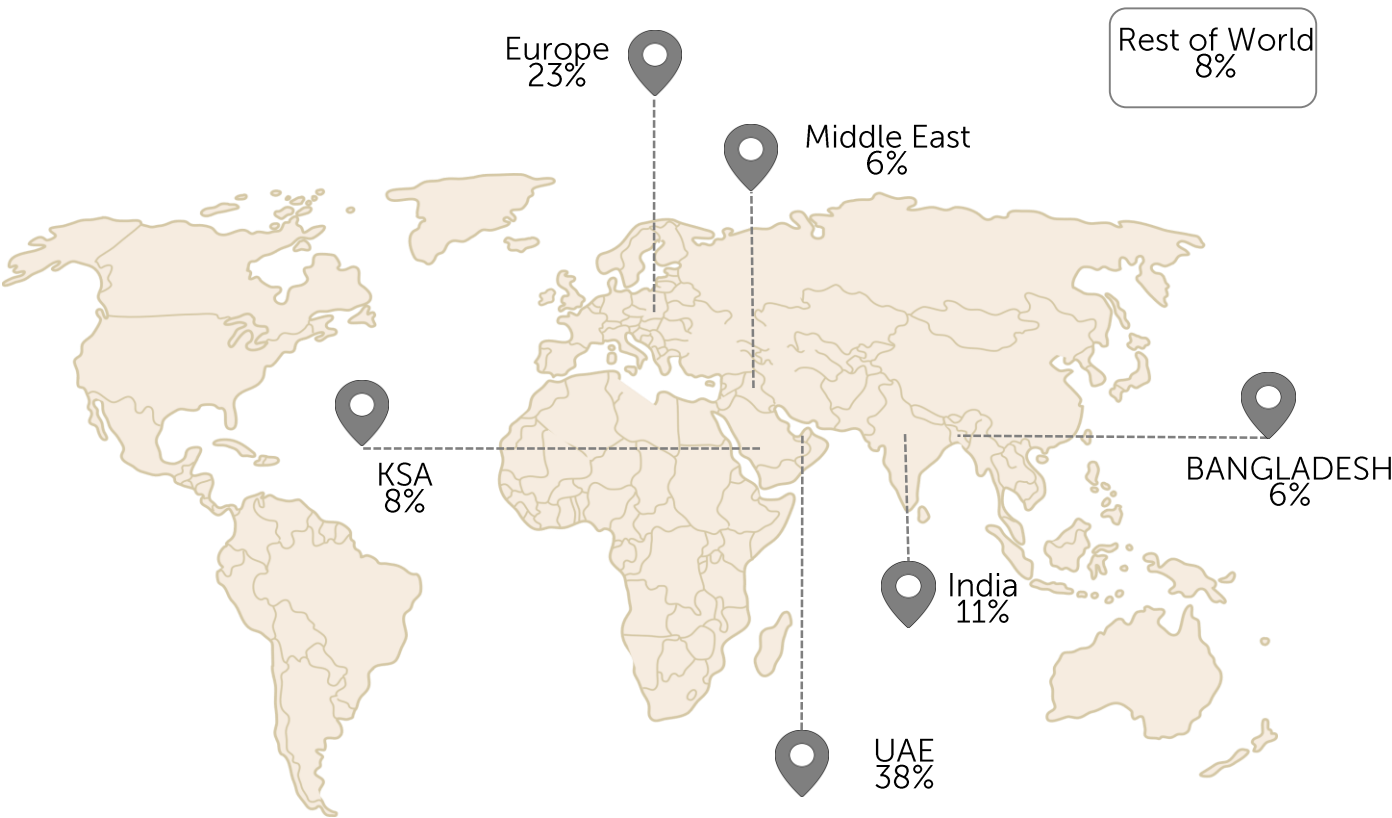 Rest of World
8%
Europe
23%
Middle East
6%
KSA
8%
BANGLADESH
6%
India
11%
UAE
38%